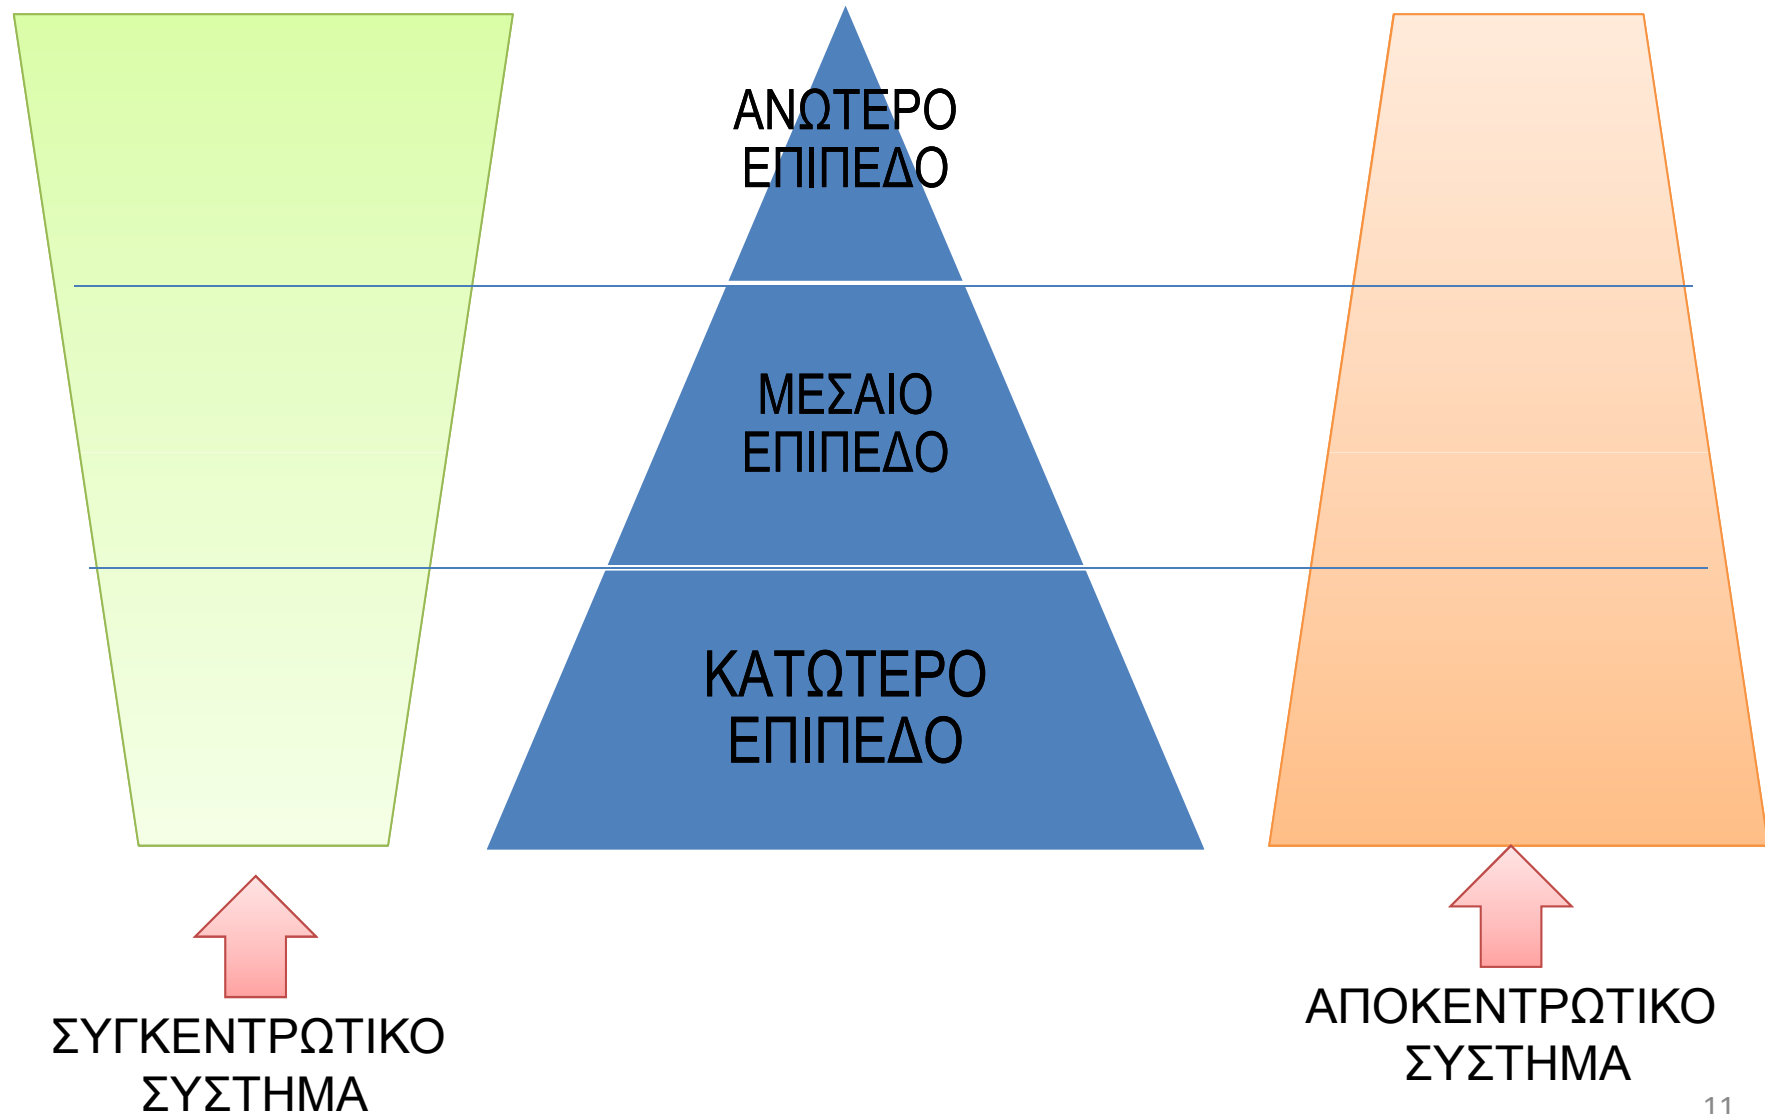 ΑΝΩΤΕΡΟ
ΕΠΙΠΕΔΟ
ΜΕΣΑΙΟ
ΕΠΙΠΕΔΟ
ΚΑΤΩΤΕΡΟ
ΕΠΙΠΕΔΟ
ΣΥΓΚΕΝΤΡΩΤΙΚΟ
ΣΥΣΤΗΜΑ
ΑΠΟΚΕΝΤΡΩΤΙΚΟ
ΣΥΣΤΗΜΑ
11